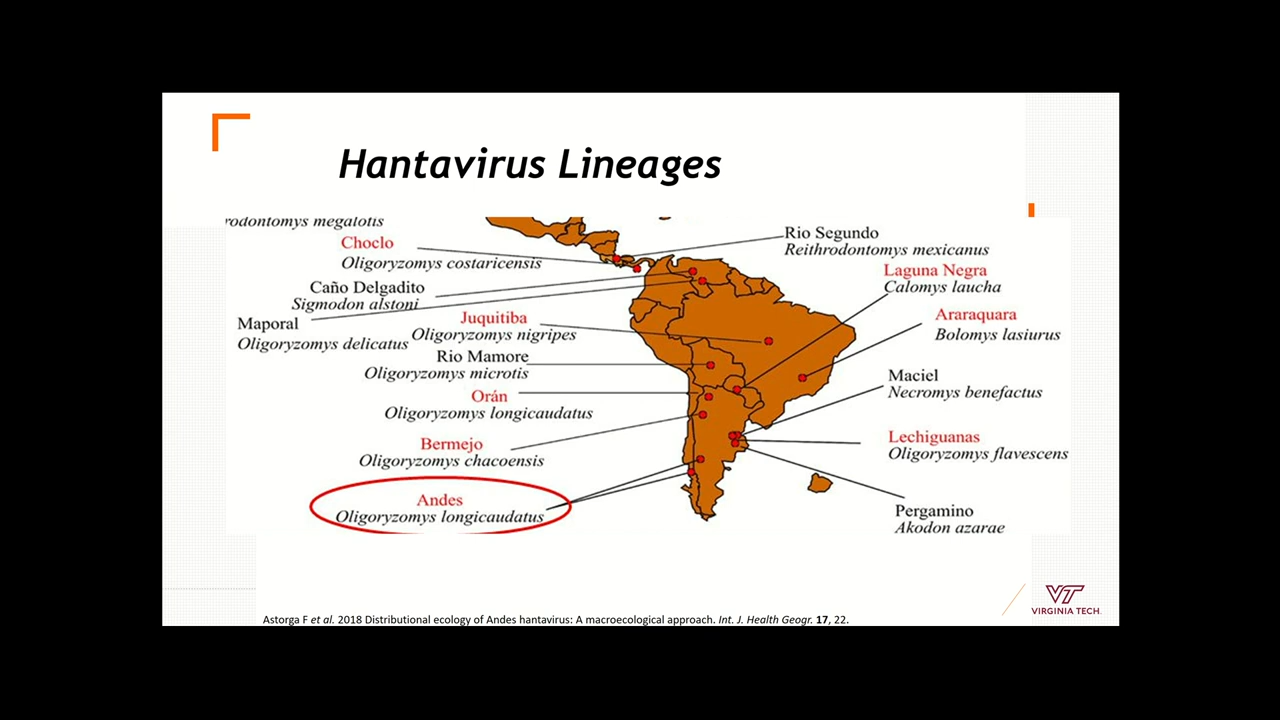 Hantavirus Lineages
rodontomys megalotis
Choclo
Oligoryzomys costaricensis
Caño Delgadito
Sigmodon alstoni
Maporal
Oligoryzomys delicatus
Juquitiba
Oligoryzomys nigripes
Rio Mamore
Oligoryzomys microtis
Orán
Oligoryzomys longicaudatus
Bermejo
Oligoryzomys chacoensis
Andes
Oligoryzomys longicaudatus
Rio Segundo
Reithrodontomys mexicanus
Laguna Negra
Calomys laucha
Araraquara
Bolomys lasiurus
Maciel
Necromys benefactus
Lechiguanas
Oligoryzomys flavescens
Pergamino
Akodon azarae
VT
VIRGINIA TECH.
Astorga F et al. 2018 Distributional ecology of Andes hantavirus: A macroecological approach. Int. J. Health Geogr. 17, 22.